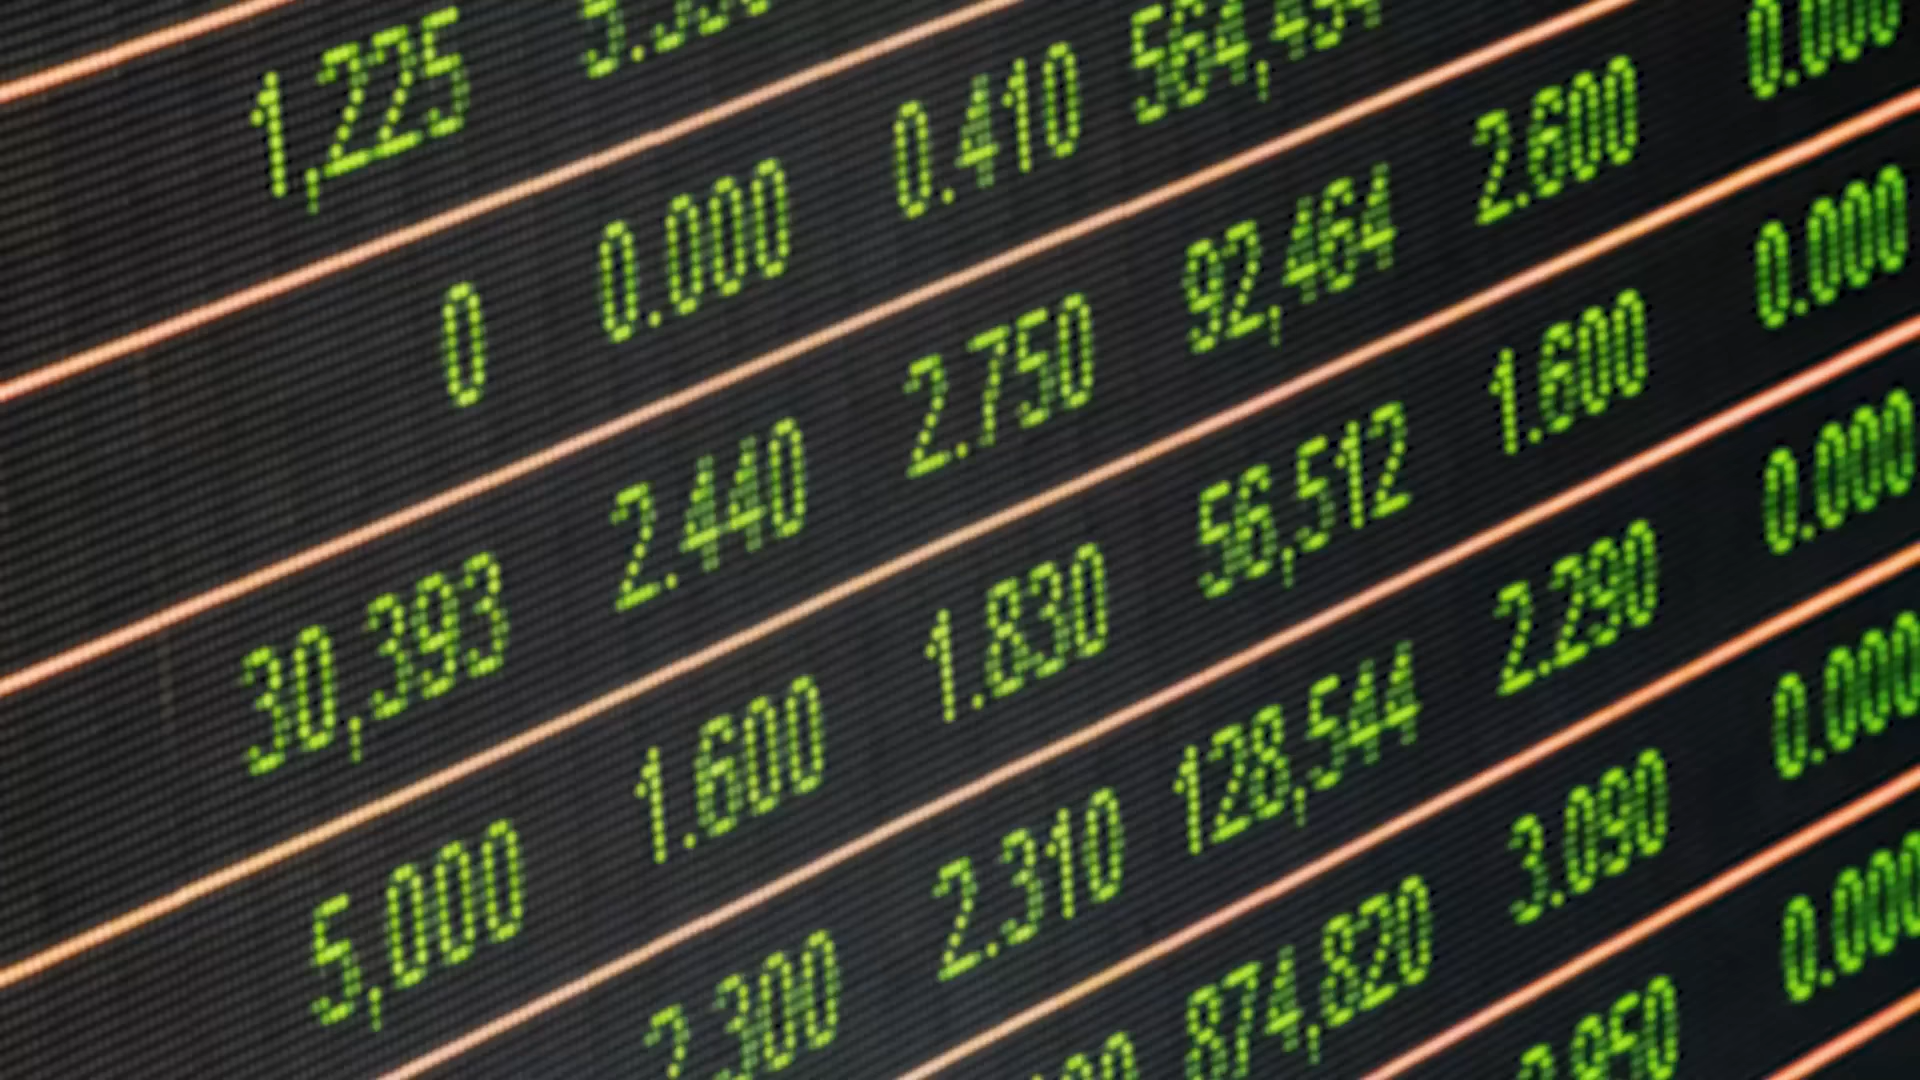 1,225
0 0.000 0.410
30,393 2.440 2.750 92,464 2.600 0.000
5,000 1.600 1.830 56,512 1.600 0.000
2.300 2.310 128,544 2.290 0.000
874,820 3.090 0.000
0.000